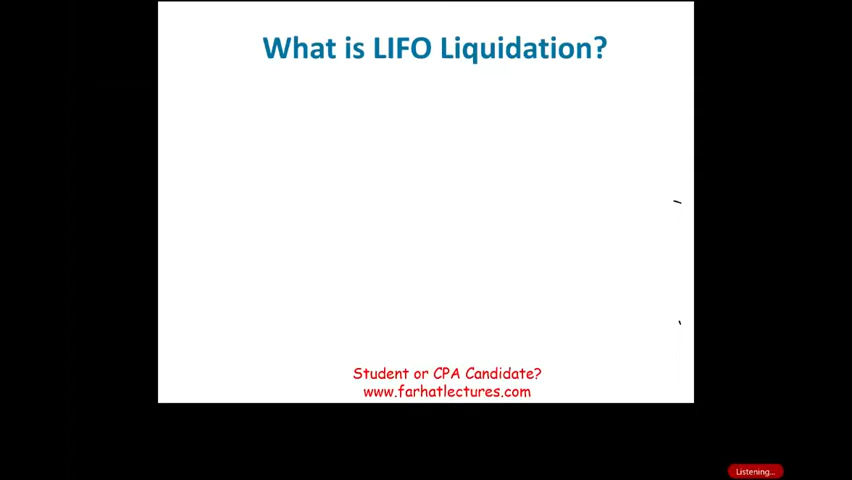 What is LIFO Liquidation?
Student or CPA Candidate?
www.farhatlectures.com
Listening...